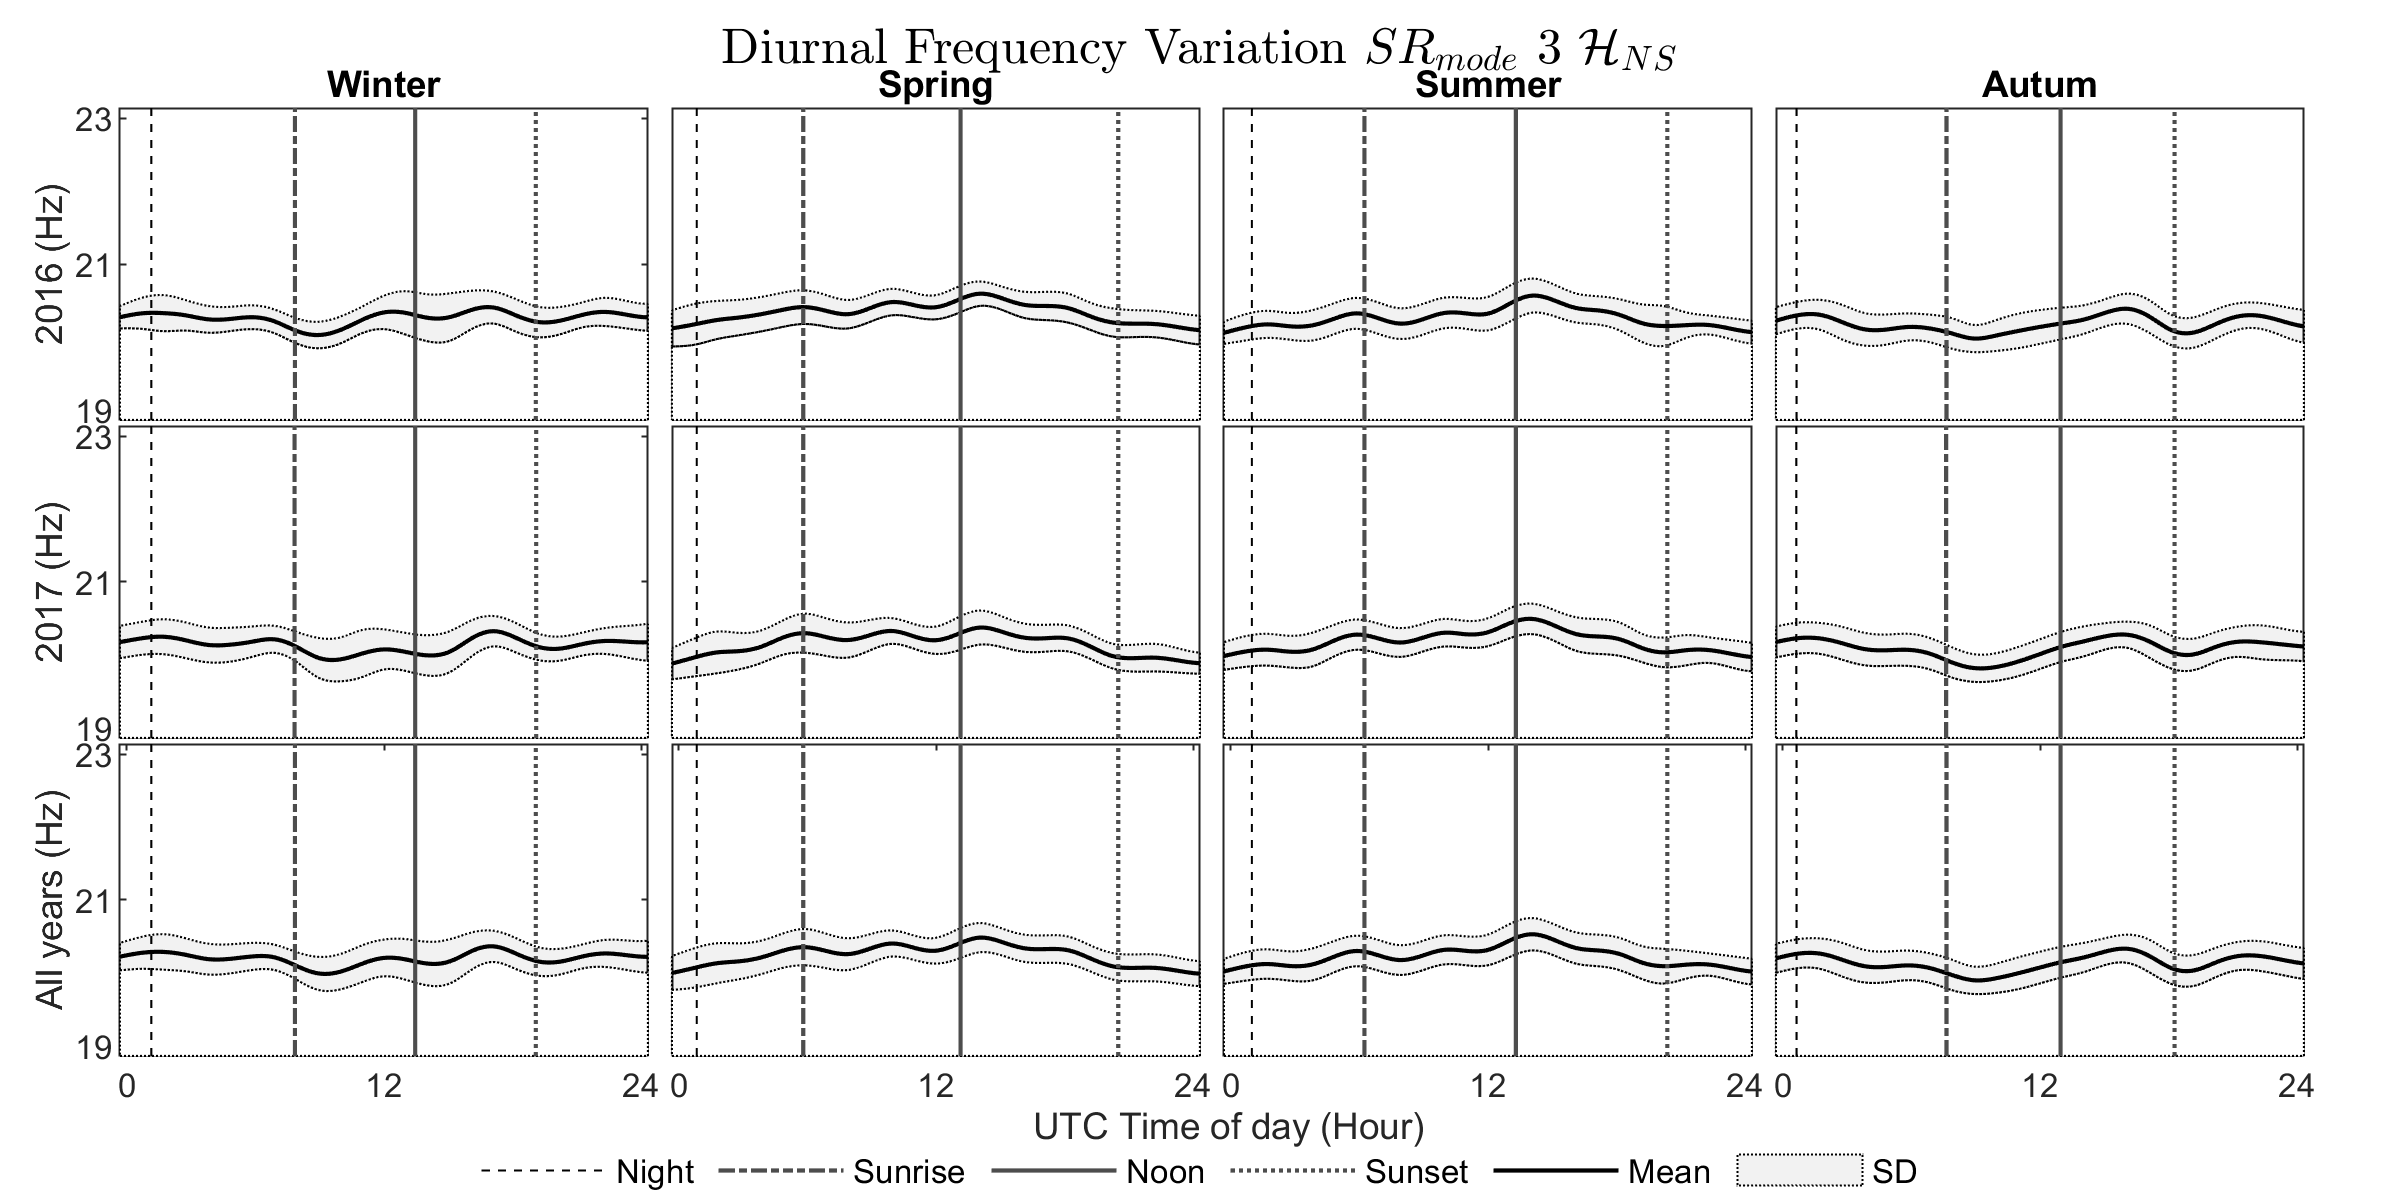 Diurnal Frequency Variation SR_mode 3 H_NS
Winter Spring Summer Autum
2016 (Hz)
23
21
19
2017 (Hz)
23
21
19
All years (Hz)
23
21
19
0 12 24 0 12 24 0 12 24 0 12 24
UTC Time of day (Hour)
Night Sunrise Noon Sunset Mean SD